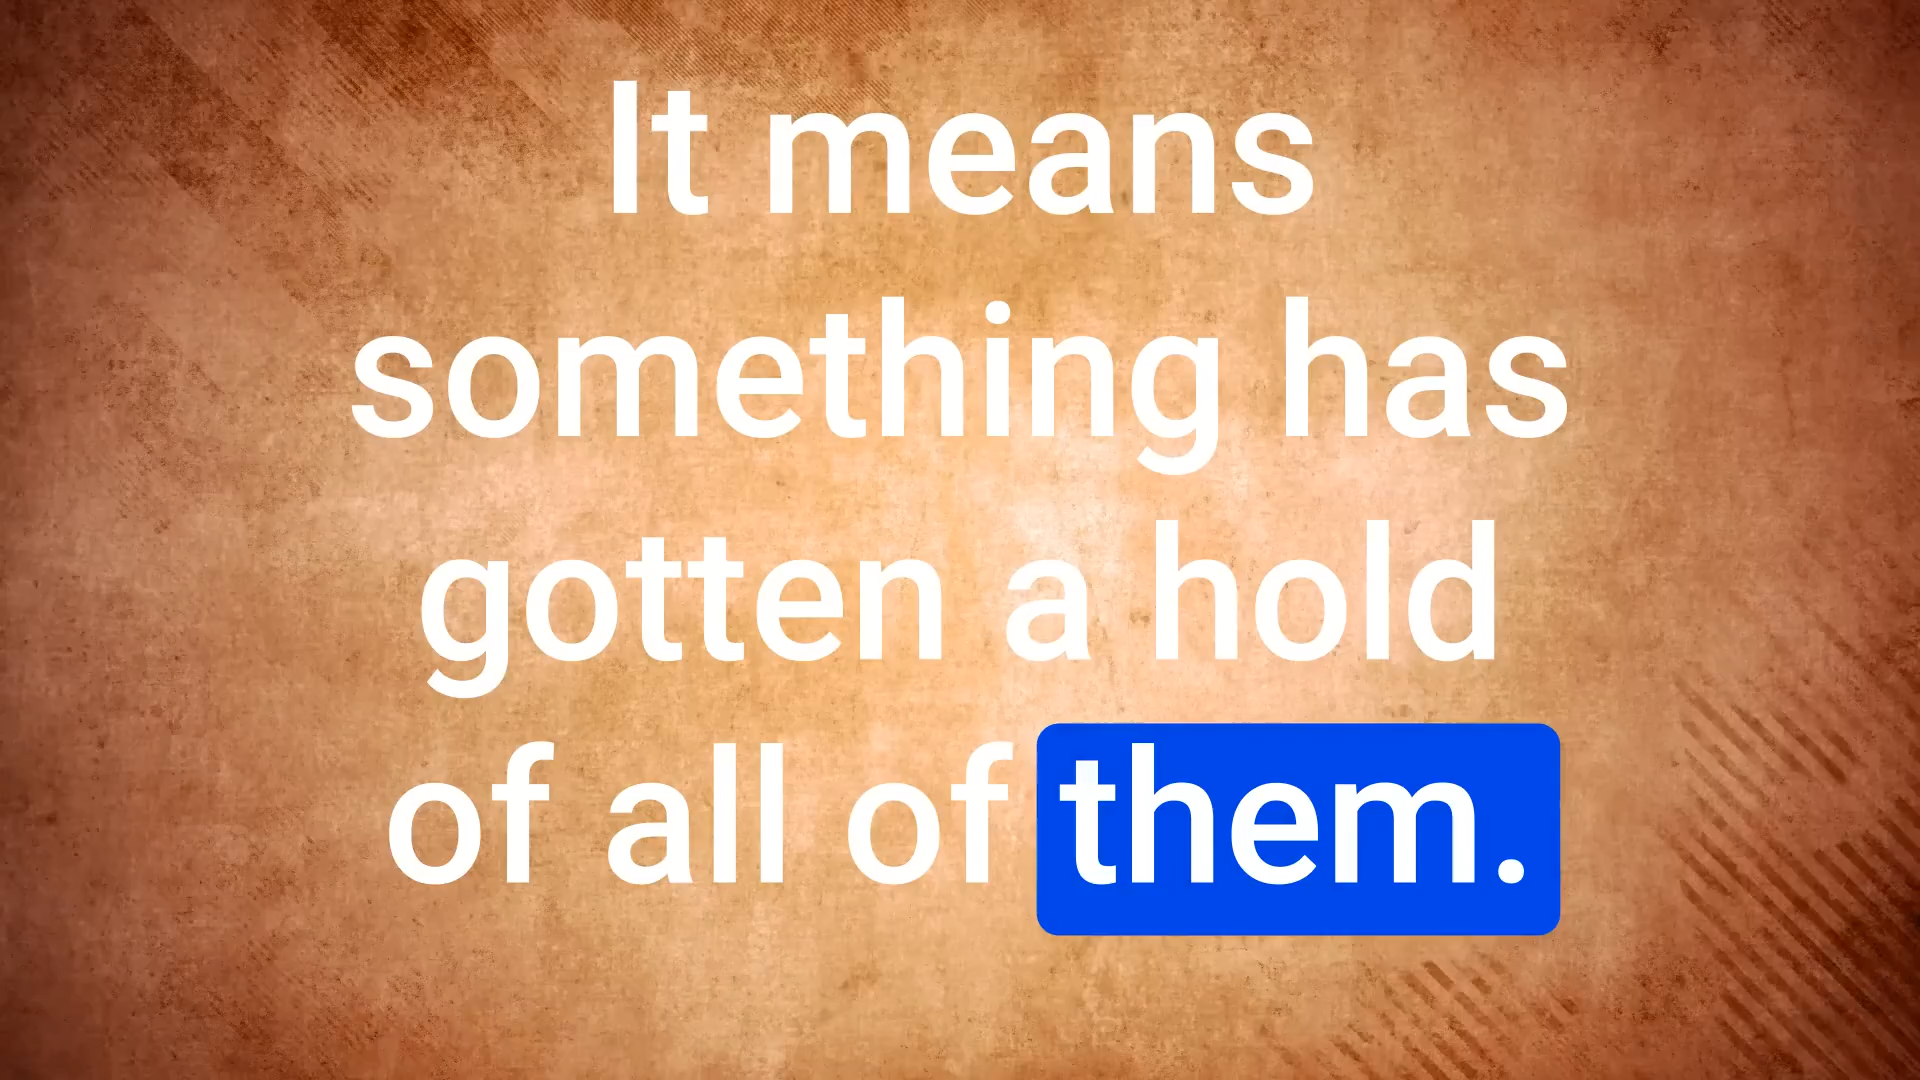 It means
something has
gotten a hold
of all of them.